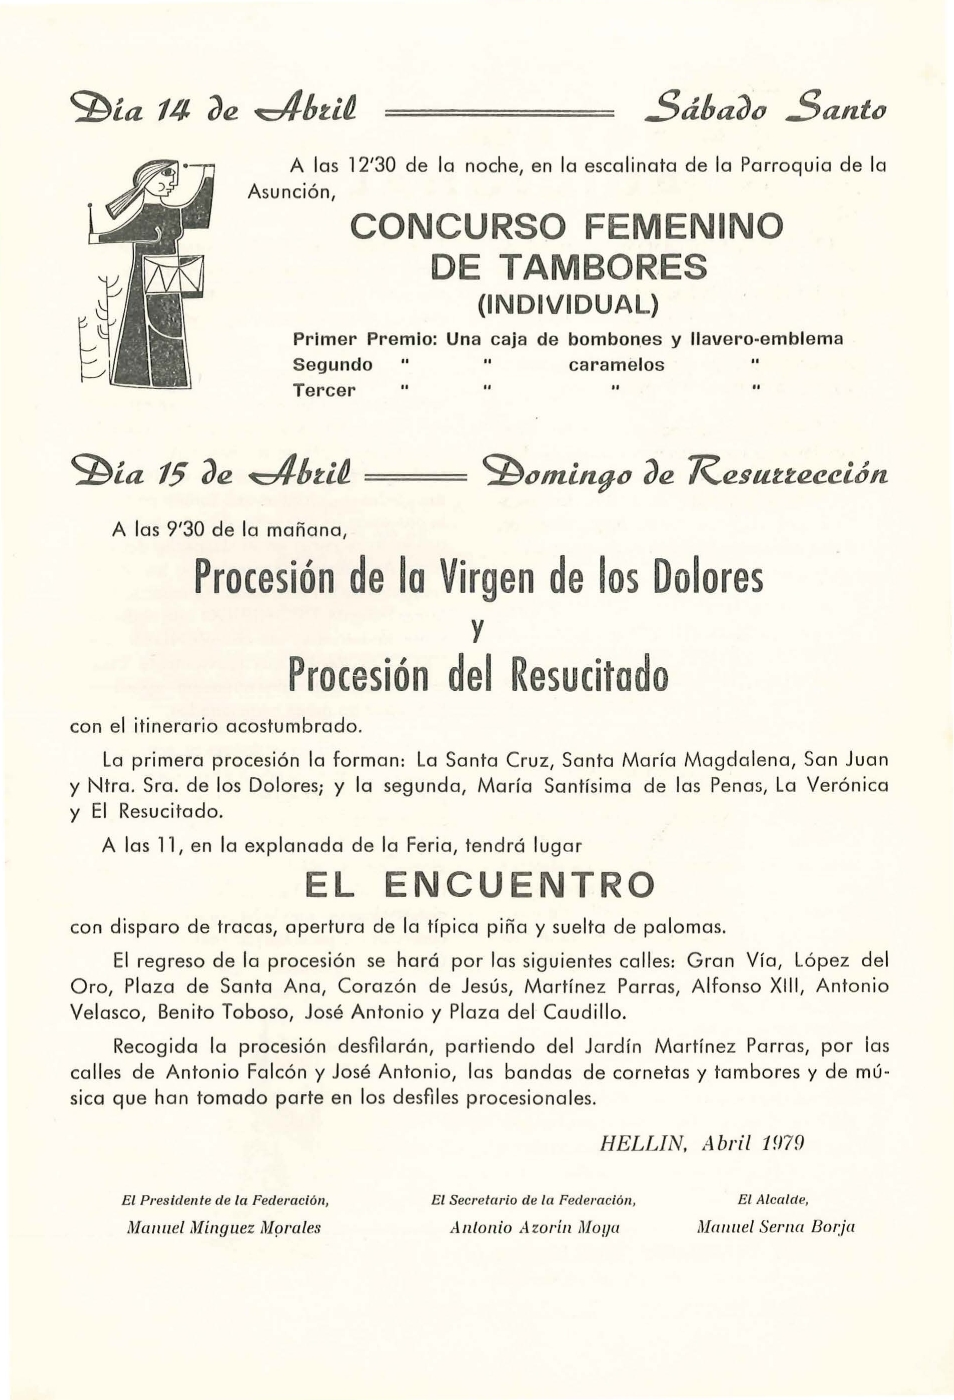 Día 14 de Abril Sábado Santo
A las 12'30 de la noche, en la escalinata de la Parroquia de la
Asunción,
CONCURSO FEMENINO
DE TAMBORES
(INDIVIDUAL)
Primer Premio: Una caja de bombones y llavero-emblema
Segundo " " caramelos "
Tercer " " " "
Día 15 de Abril Domingo de Resurrección
A las 9'30 de la mañana,
Procesión de la Virgen de los Dolores
y
Procesión del Resucitado
con el itinerario acostumbrado.
La primera procesión la forman: La Santa Cruz, Santa María Magdalena, San Juan
y Ntra. Sra. de los Dolores; y la segunda, María Santísima de las Penas, La Verónica
y El Resucitado.
A las 11, en la explanada de la Feria, tendrá lugar
EL ENCUENTRO
con disparo de tracas, apertura de la típica piña y suelta de palomas.
El regreso de la procesión se hará por las siguientes calles: Gran Vía, López del
Oro, Plaza de Santa Ana, Corazón de Jesús, Martínez Parras, Alfonso XIII, Antonio
Velasco, Benito Toboso, José Antonio y Plaza del Caudillo.
Recogida la procesión desfilarán, partiendo del Jardín Martínez Parras, por las
calles de Antonio Falcón y José Antonio, las bandas de cornetas y tambores y de mú-
sica que han tomado parte en los desfiles procesionales.
HELLIN, Abril 1979
El Presidente de la Federación, El Secretario de la Federación, El Alcalde,
Manuel Mínguez Morales Antonio Azorín Moya Manuel Serna Borja